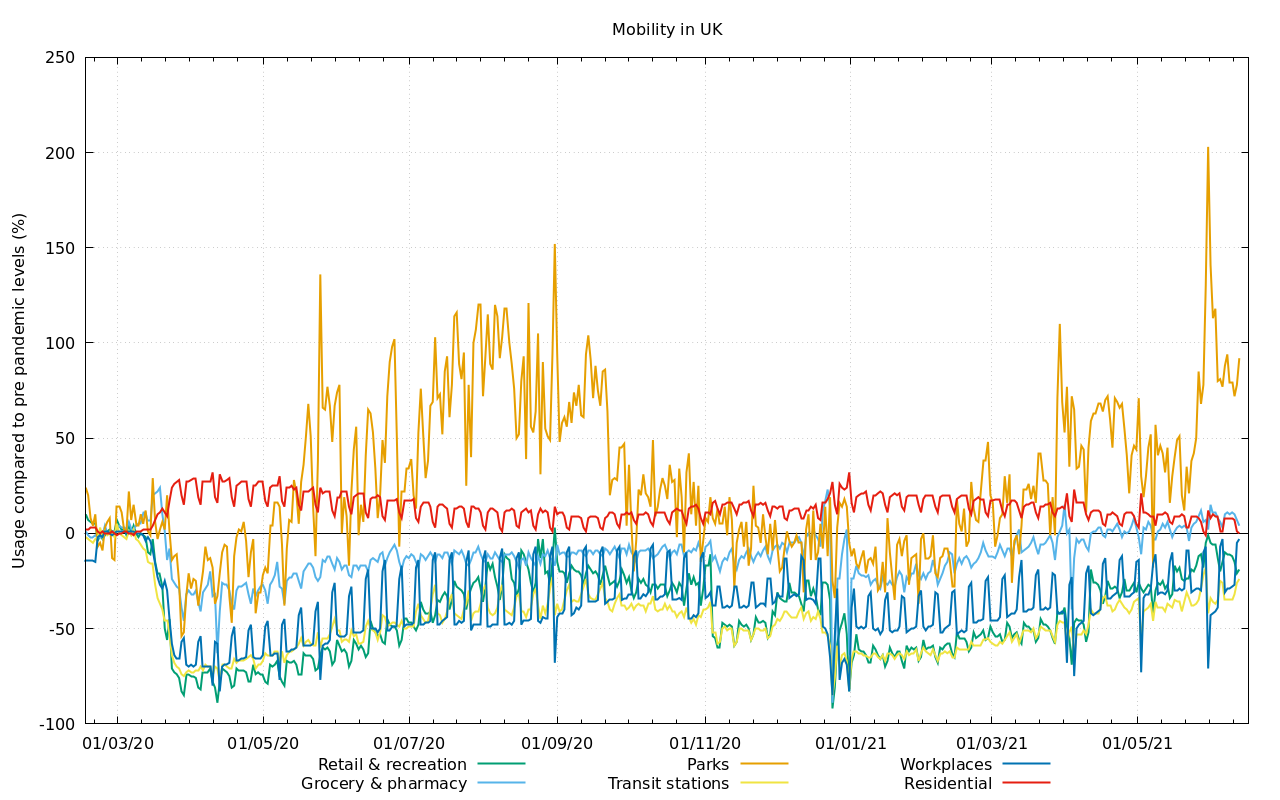 Mobility in UK
Usage compared to pre pandemic levels (%)
250
200
150
100
50
0
-50
-100
01/03/20 01/05/20 01/07/20 01/09/20 01/11/20 01/01/21 01/03/21 01/05/21
Retail & recreation Parks Workplaces
Grocery & pharmacy Transit stations Residential